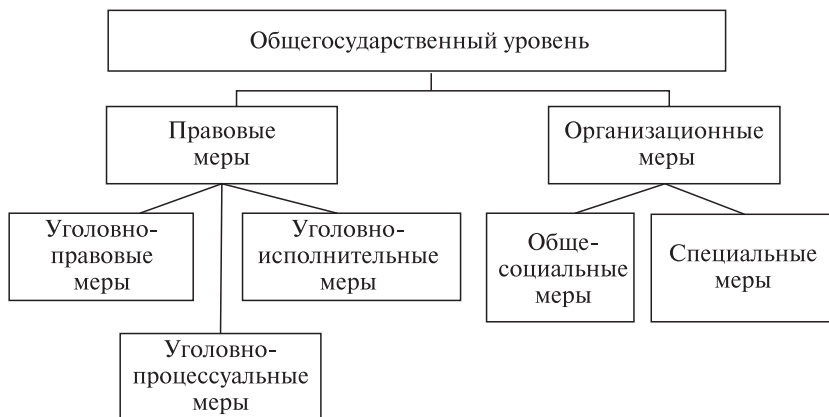 Общегосударственный уровень
Правовые
меры
Организационные
меры
Уголовно-
правовые
меры
Уголовно-
исполнительные
меры
Обще-
социальные
меры
Специальные
меры
Уголовно-
процессуальные
меры